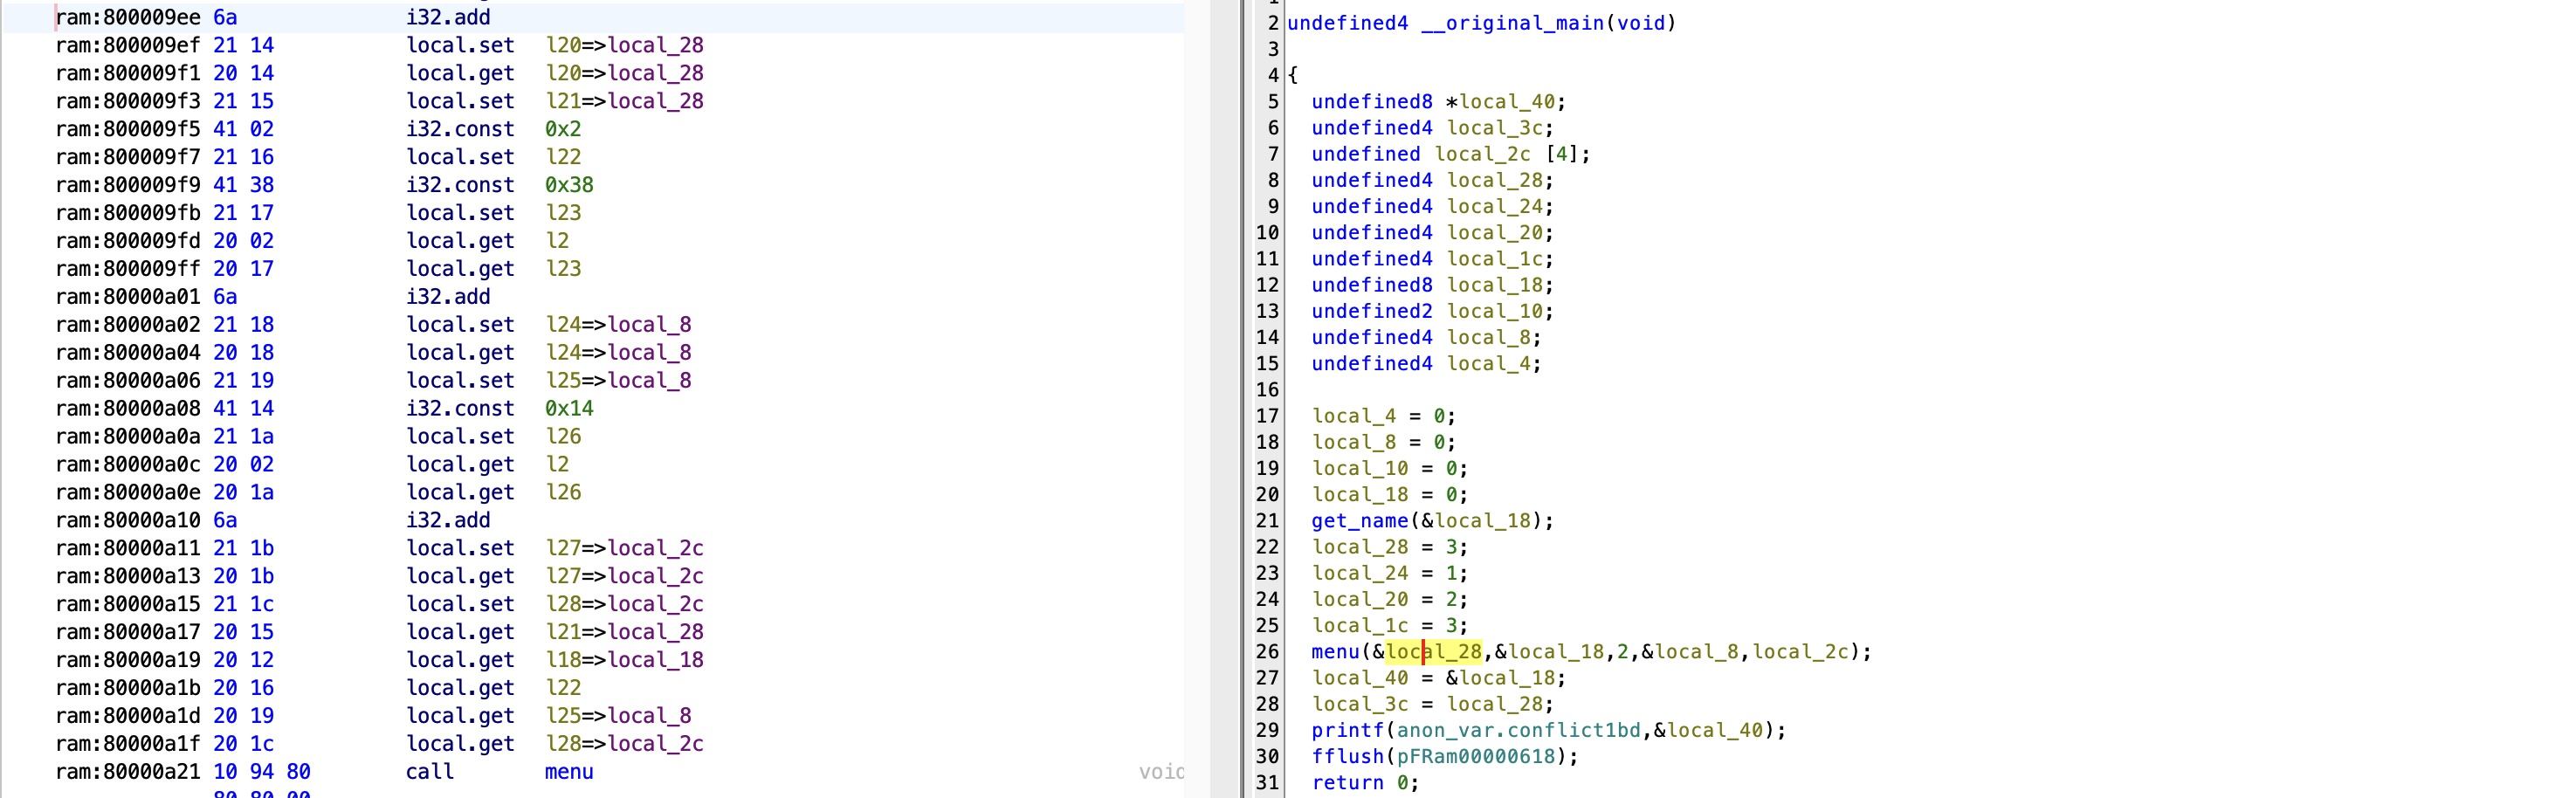 ram:800009ee 6a i32.add
ram:800009ef 21 14 local.set l20=>local_28
ram:800009f1 20 14 local.get l20=>local_28
ram:800009f3 21 15 local.set l21=>local_28
ram:800009f5 41 02 i32.const 0x2
ram:800009f7 21 16 local.set l22
ram:800009f9 41 38 i32.const 0x38
ram:800009fb 21 17 local.set l23
ram:800009fd 20 02 local.get l2
ram:800009ff 20 17 local.get l23
ram:80000a01 6a i32.add
ram:80000a02 21 18 local.set l24=>local_8
ram:80000a04 20 18 local.get l24=>local_8
ram:80000a06 21 19 local.set l25=>local_8
ram:80000a08 41 14 i32.const 0x14
ram:80000a0a 21 1a local.set l26
ram:80000a0c 20 02 local.get l2
ram:80000a0e 20 1a local.get l26
ram:80000a10 6a i32.add
ram:80000a11 21 1b local.set l27=>local_2c
ram:80000a13 20 1b local.get l27=>local_2c
ram:80000a15 21 1c local.set l28=>local_2c
ram:80000a17 20 15 local.get l21=>local_28
ram:80000a19 20 12 local.get l18=>local_18
ram:80000a1b 20 16 local.get l22
ram:80000a1d 20 19 local.get l25=>local_8
ram:80000a1f 20 1c local.get l28=>local_2c
ram:80000a21 10 94 80 call menu void
80 80 00
2 undefined4 __original_main(void)
3
4 {
5 undefined8 *local_40;
6 undefined4 local_3c;
7 undefined local_2c [4];
8 undefined4 local_28;
9 undefined4 local_24;
10 undefined4 local_20;
11 undefined4 local_1c;
12 undefined8 local_18;
13 undefined2 local_10;
14 undefined4 local_8;
15 undefined4 local_4;
16
17 local_4 = 0;
18 local_8 = 0;
19 local_10 = 0;
20 local_18 = 0;
21 get_name(&local_18);
22 local_28 = 3;
23 local_24 = 1;
24 local_20 = 2;
25 local_1c = 3;
26 menu(&local_28,&local_18,2,&local_8,local_2c);
27 local_40 = &local_18;
28 local_3c = local_28;
29 printf(anon_var.conflict1bd,&local_40);
30 fflush(pFRam00000618);
31 return 0;